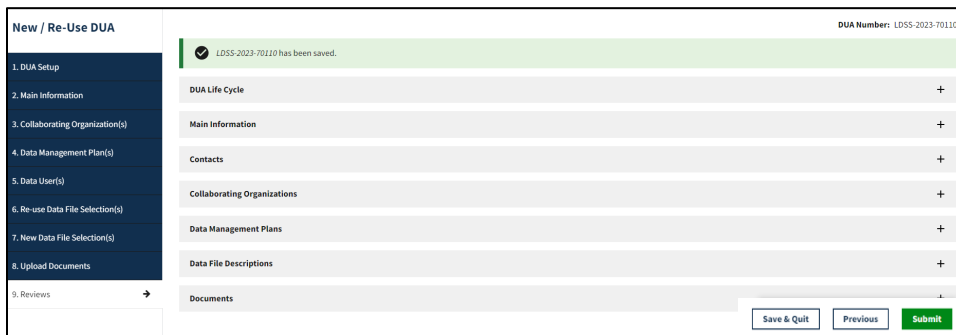 New / Re-Use DUA
DUA Number: LDSS-2023-70110
LDSS-2023-70110 has been saved.
1. DUA Setup
2. Main Information
3. Collaborating Organization(s)
4. Data Management Plan(s)
5. Data User(s)
6. Re-use Data File Selection(s)
7. New Data File Selection(s)
8. Upload Documents
9. Reviews
DUA Life Cycle
Main Information
Contacts
Collaborating Organizations
Data Management Plans
Data File Descriptions
Documents
Save & Quit
Previous
Submit